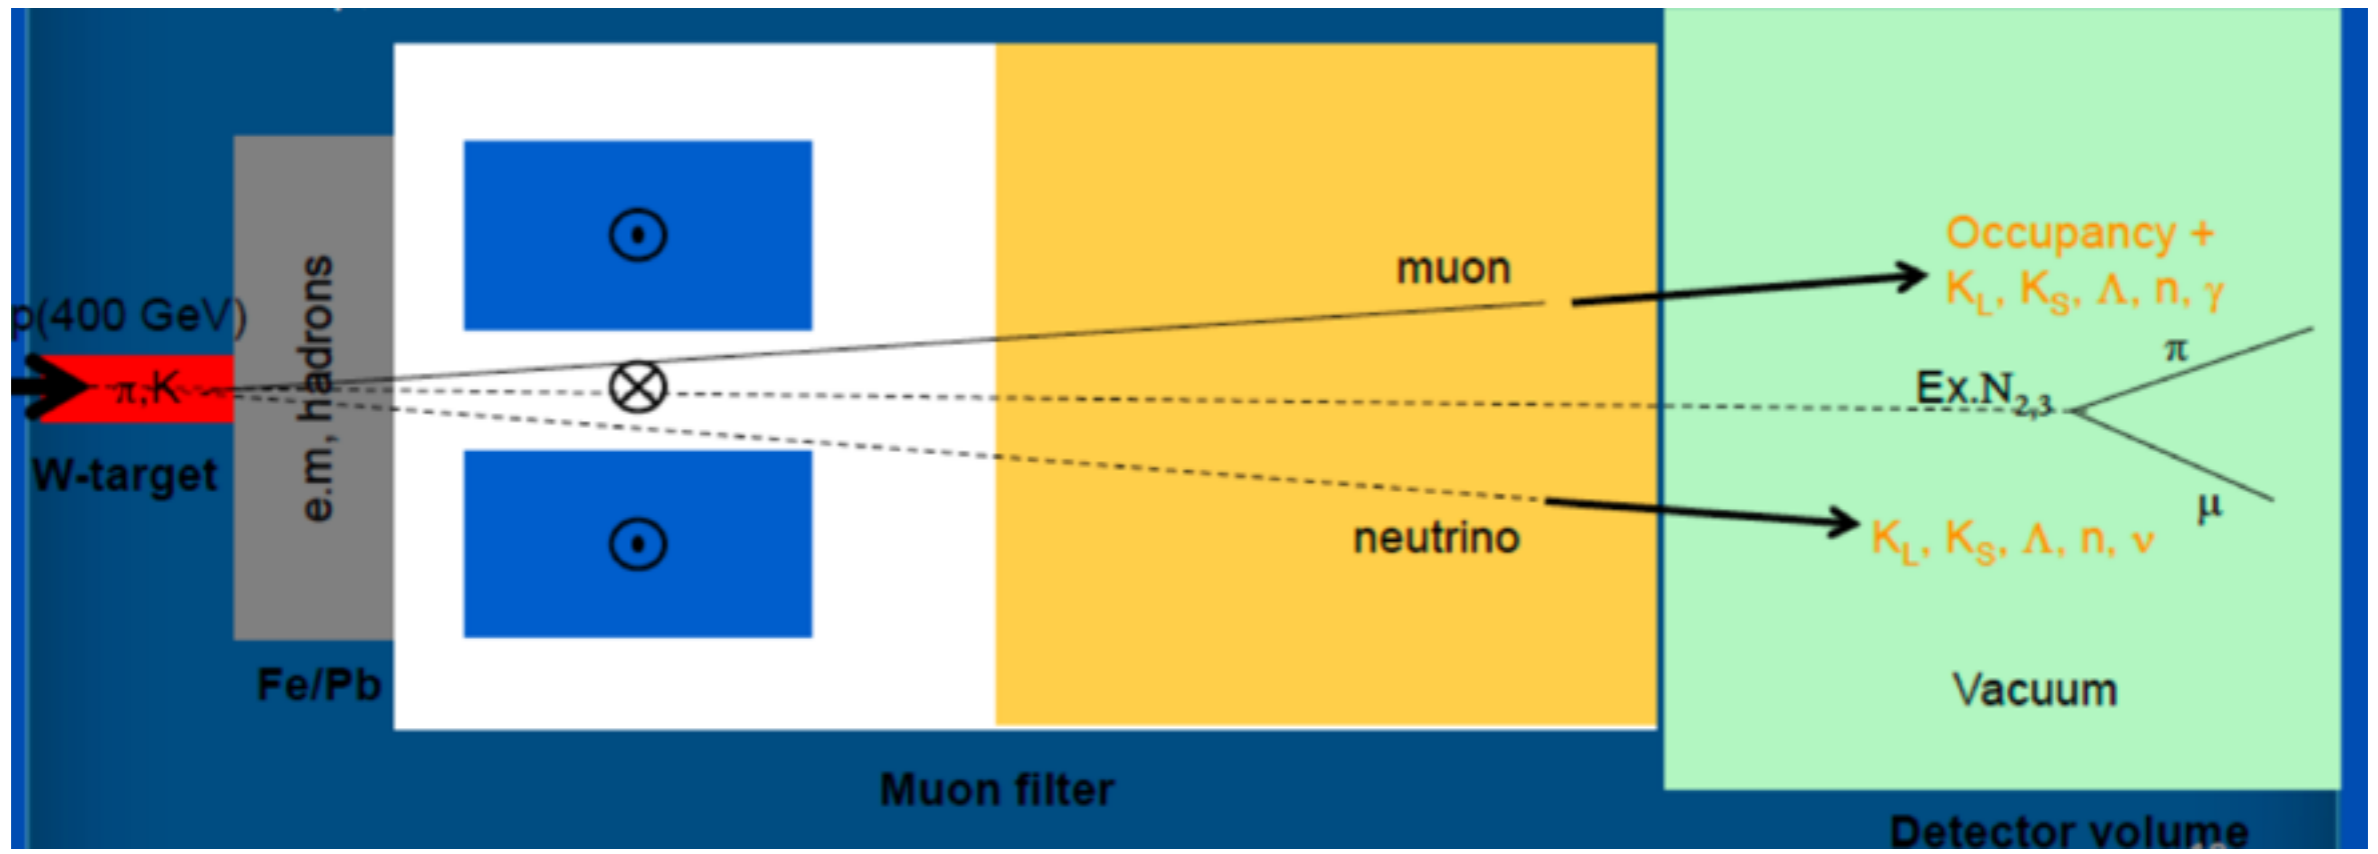 p(400 GeV)
π,K
W-target
e.m, hadrons
Fe/Pb
muon
neutrino
Muon filter
Occupancy +
K_L, K_S, Λ, n, γ
π
Ex.N_2,3
μ
K_L, K_S, Λ, n, ν
Vacuum
Detector volume